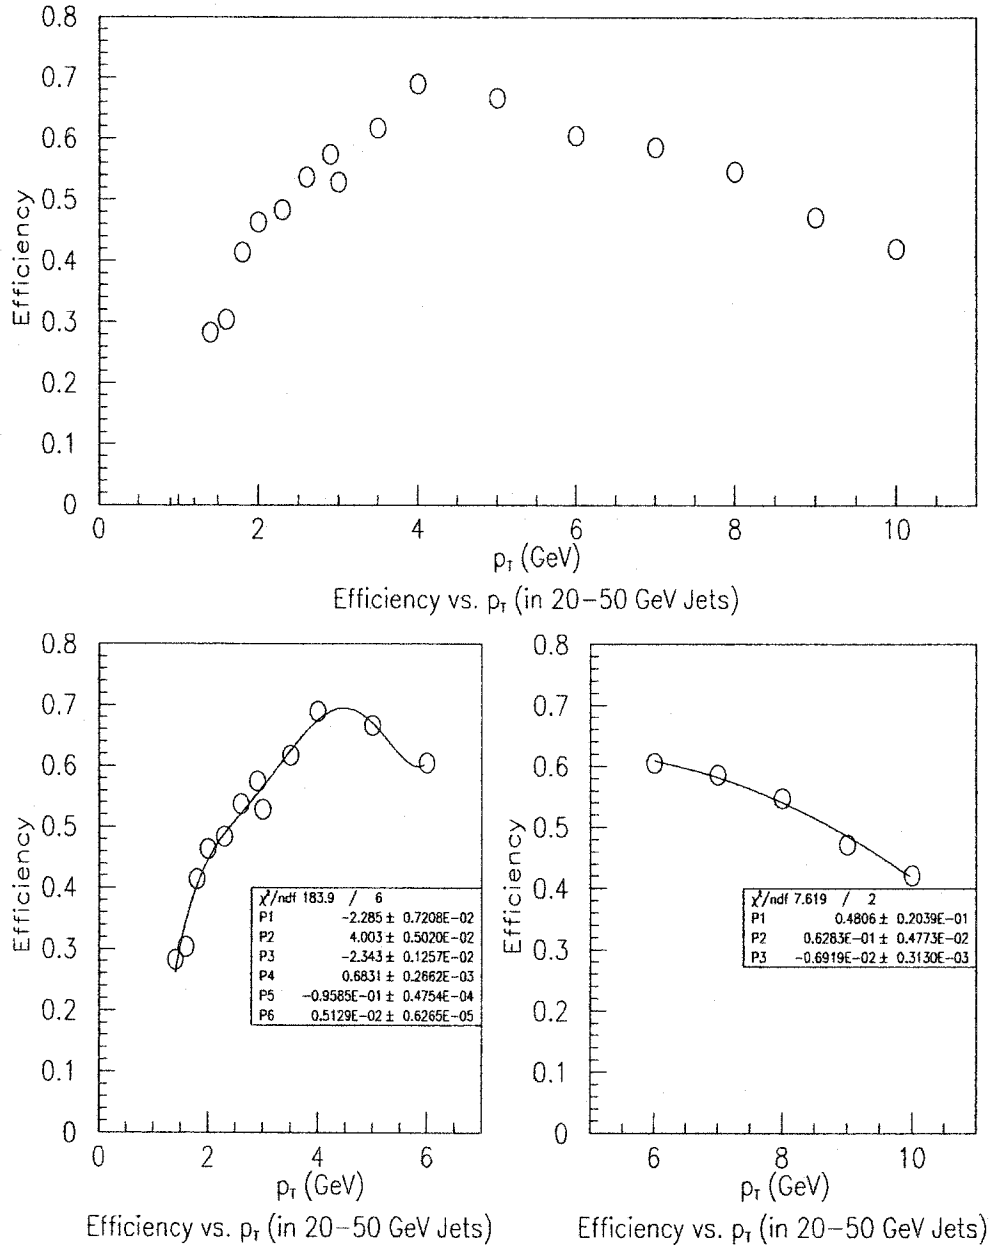 0.8
0.7
0.6
0.5
0.4
0.3
0.2
0.1
0
Efficiency
0 2 4 6 8 10
p_T (GeV)
Efficiency vs. p_T (in 20-50 GeV Jets)
0.8
0.7
0.6
0.5
0.4
0.3
0.2
0.1
0
Efficiency
χ²/ndf 183.9 / 6
P1 -2.285 ± 0.7208E-02
P2 4.003 ± 0.5020E-02
P3 -2.343 ± 0.1257E-02
P4 0.6831 ± 0.2662E-03
P5 -0.9585E-01 ± 0.4754E-04
P6 0.5129E-02 ± 0.6265E-05
0 2 4 6
p_T (GeV)
Efficiency vs. p_T (in 20-50 GeV Jets)
0.8
0.7
0.6
0.5
0.4
0.3
0.2
0.1
0
Efficiency
χ²/ndf 7.619 / 2
P1 0.4806 ± 0.2039E-01
P2 0.6283E-01 ± 0.4773E-02
P3 -0.6919E-02 ± 0.3130E-03
6 8 10
p_T (GeV)
Efficiency vs. p_T (in 20-50 GeV Jets)